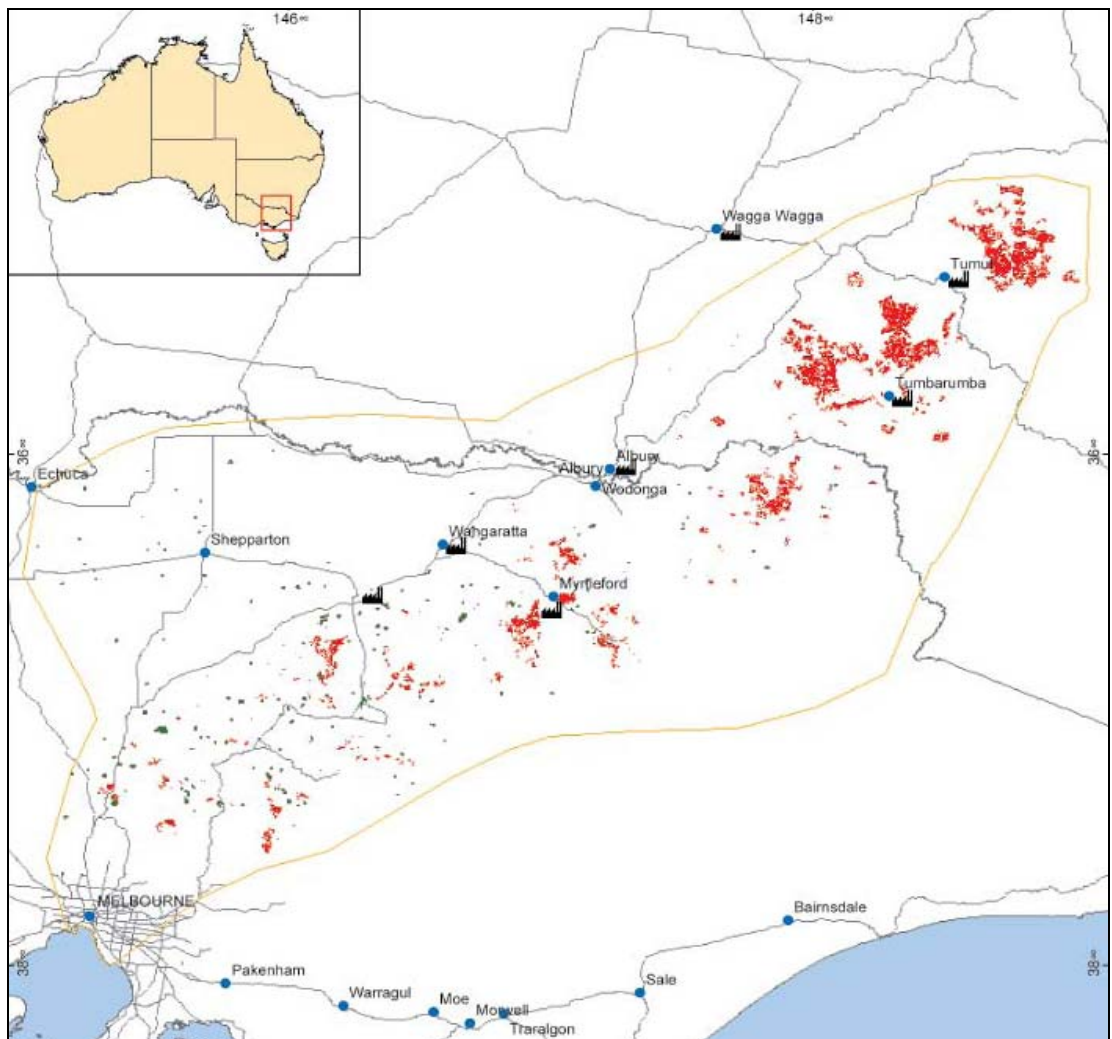 146∞
148∞
Wagga Wagga
Tumut
Tumbarumba
36∞
36∞
Echuca
Albury
Albury
Wodonga
Wangaratta
Shepparton
Myrtleford
MELBOURNE
Bairnsdale
38∞
38∞
Pakenham
Sale
Warragul
Moe
Morwell
Traralgon